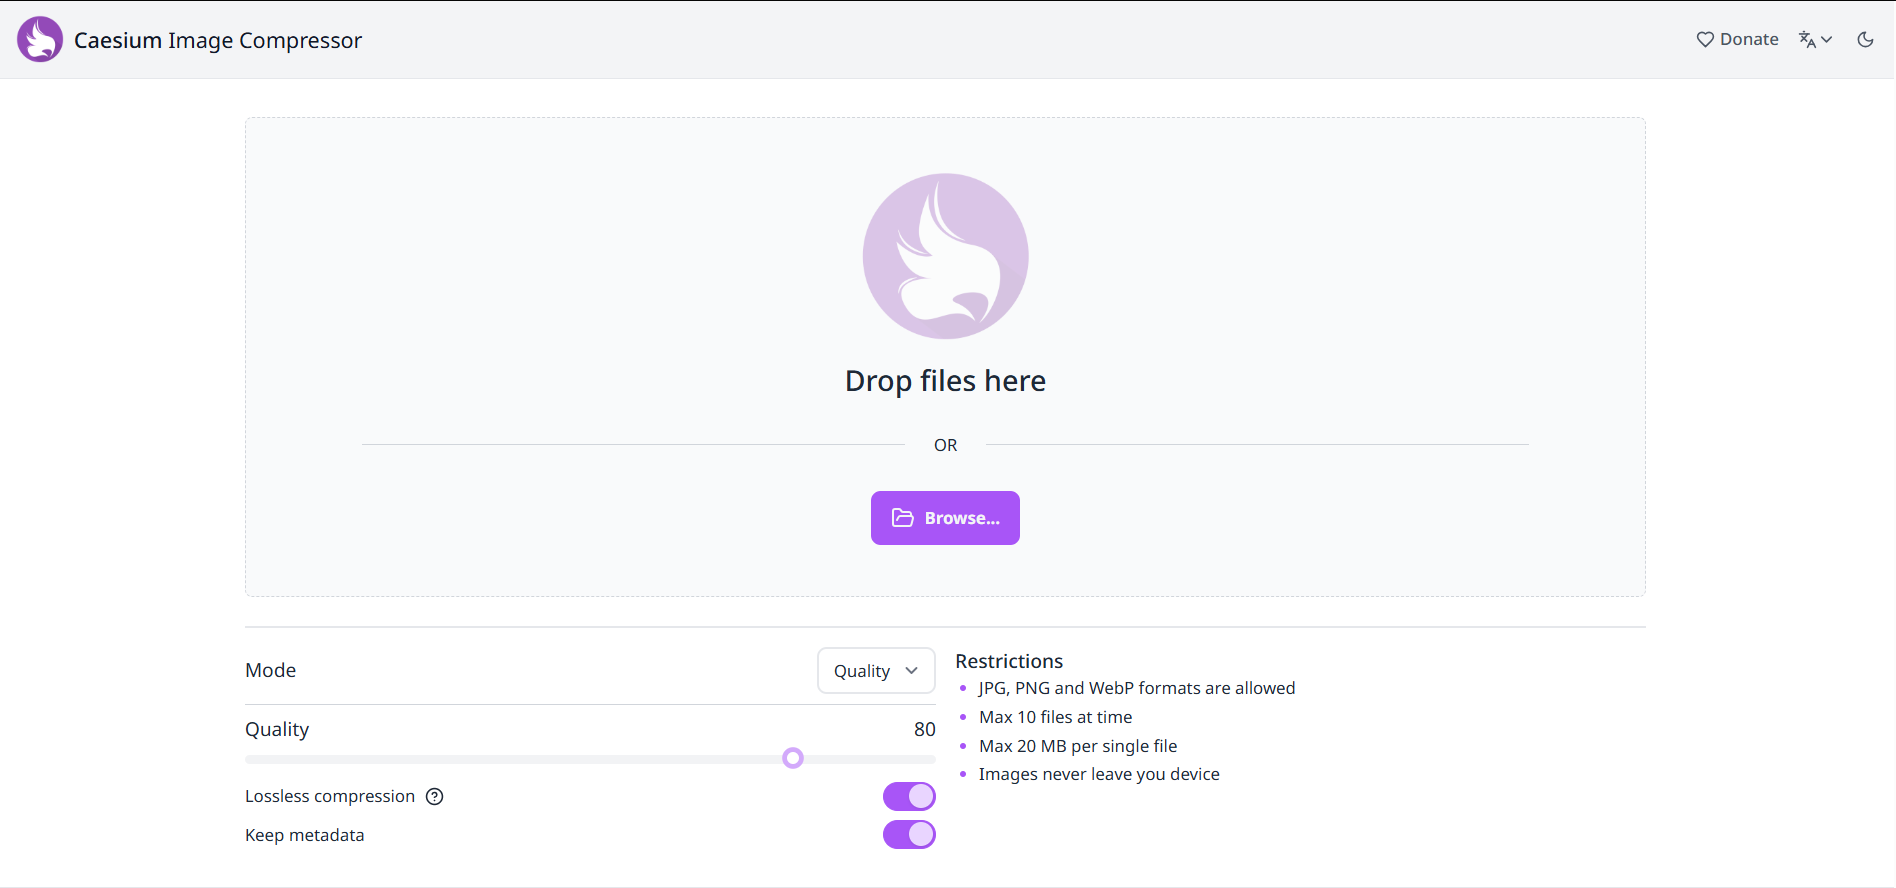 Caesium Image Compressor
Donate
Drop files here
OR
Browse...
Mode
Quality
Quality
80
Lossless compression
Keep metadata
Restrictions
JPG, PNG and WebP formats are allowed
Max 10 files at time
Max 20 MB per single file
Images never leave you device